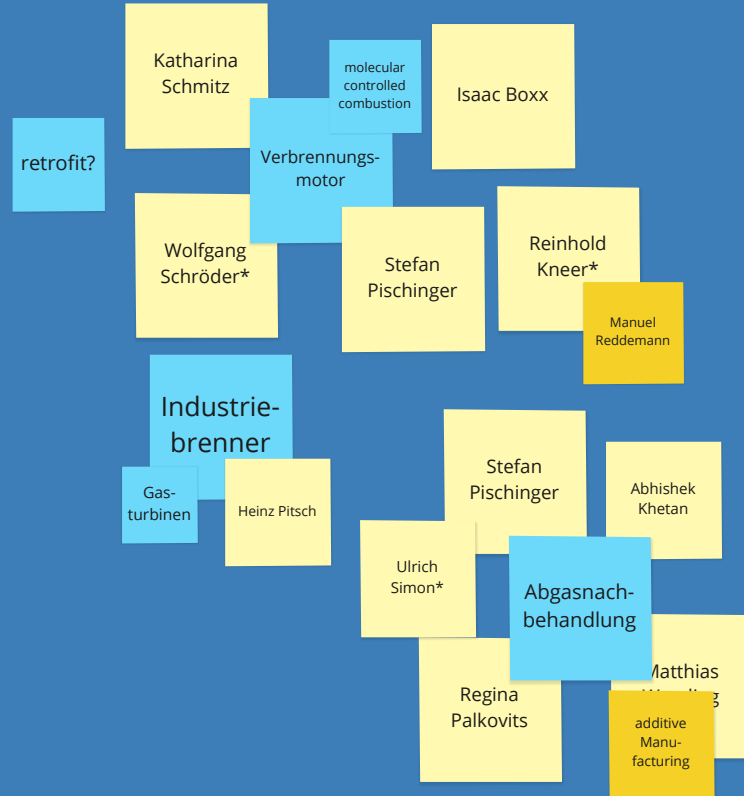 Katharina
Schmitz
molecular
controlled
combustion
Isaac Boxx
retrofit?
Verbrennungs-
motor
Wolfgang
Schröder*
Stefan
Pischinger
Reinhold
Kneer*
Manuel
Reddemann
Industrie-
brenner
Gas-
turbinen
Heinz Pitsch
Stefan
Pischinger
Abhishek
Khetan
Ulrich
Simon*
Abgasnach-
behandlung
Regina
Palkovits
Matthias
additive
Manu-
facturing